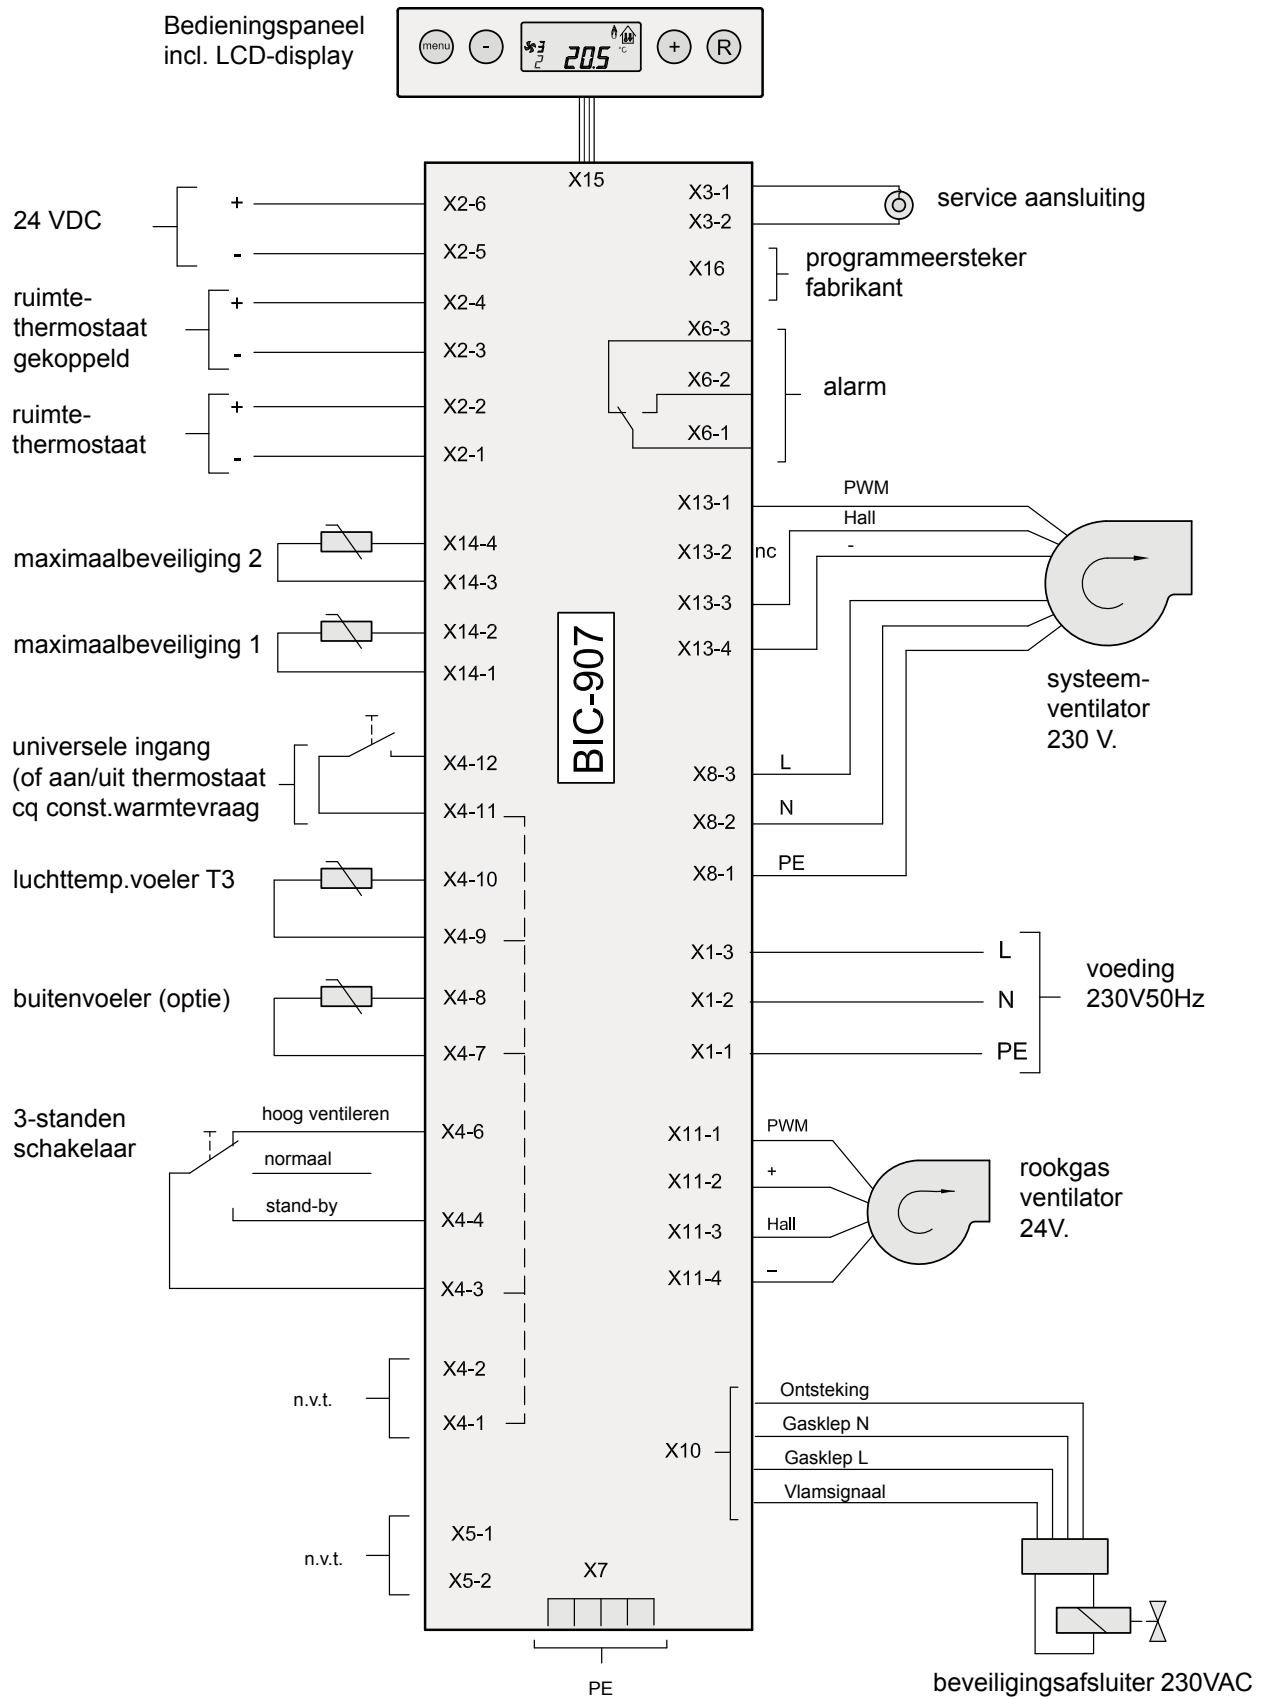 Bedieningspaneel
incl. LCD-display
menu
-
3
2
20.5
°C
+
R
X15
24 VDC
+
X2-6
-
X2-5
ruimte-
thermostaat
gekoppeld
+
X2-4
-
X2-3
ruimte-
thermostaat
+
X2-2
-
X2-1
maximaalbeveiliging 2
X14-4
X14-3
maximaalbeveiliging 1
X14-2
X14-1
universele ingang
(of aan/uit thermostaat
cq const.warmtevraag
X4-12
X4-11
luchttemp.voeler T3
X4-10
X4-9
buitenvoeler (optie)
X4-8
X4-7
3-standen
schakelaar
hoog ventileren
X4-6
normaal
stand-by
X4-4
X4-3
n.v.t.
X4-2
X4-1
n.v.t.
X5-1
X5-2
BIC-907
X7
PE
X3-1
X3-2
service aansluiting
X16
programmeersteker
fabrikant
X6-3
X6-2
X6-1
alarm
X13-1
PWM
Hall
X13-2
nc
-
X13-3
X13-4
systeem-
ventilator
230 V.
X8-3
L
X8-2
N
X8-1
PE
X1-3
L
X1-2
N
X1-1
PE
voeding
230V50Hz
X11-1
PWM
X11-2
+
X11-3
Hall
X11-4
–
rookgas
ventilator
24V.
X10
Ontsteking
Gasklep N
Gasklep L
Vlamsignaal
beveiligingsafsluiter 230VAC